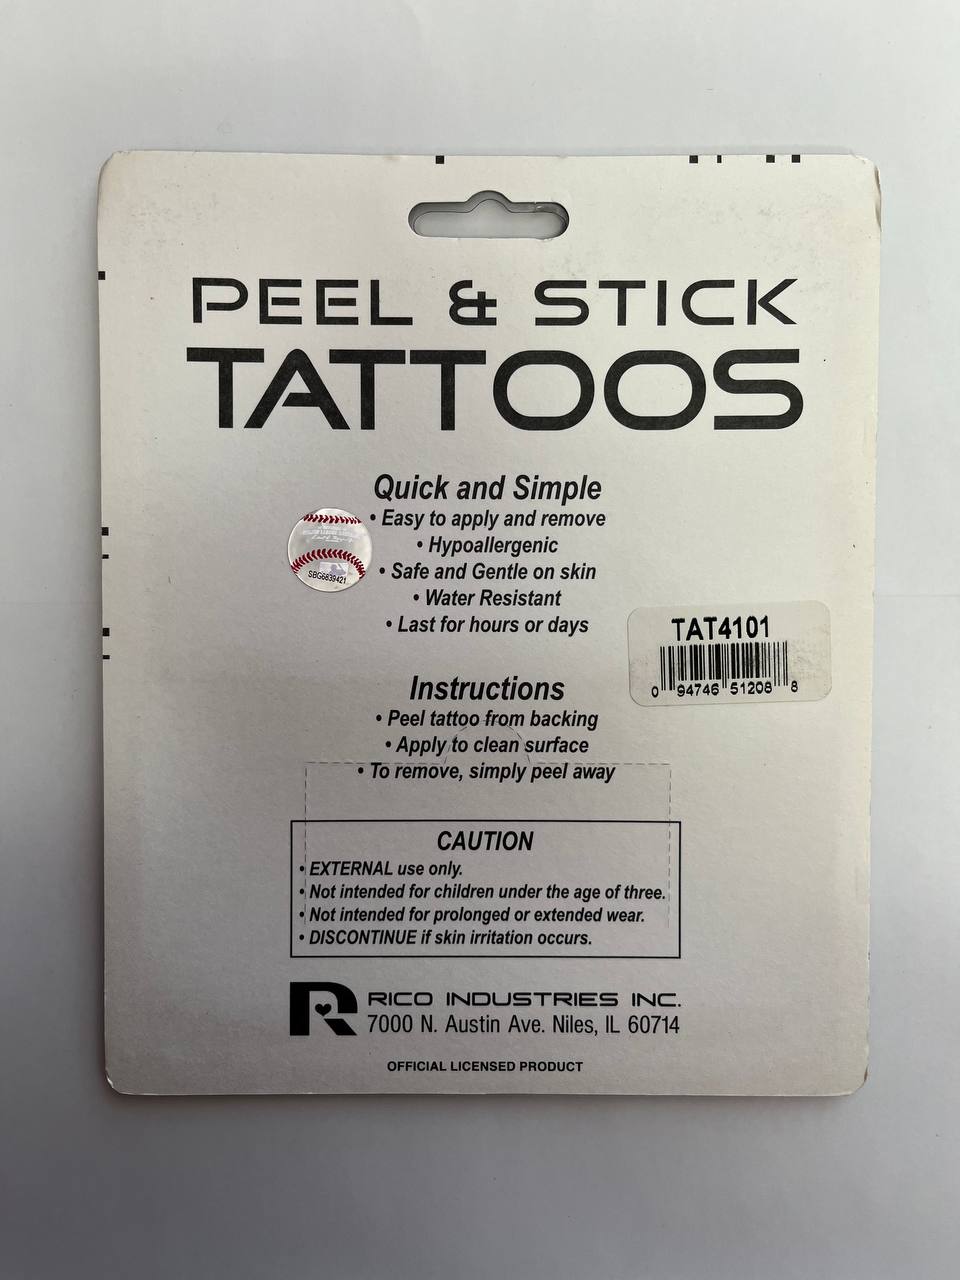 PEEL & STICK
TATTOOS
Quick and Simple
• Easy to apply and remove
• Hypoallergenic
• Safe and Gentle on skin
• Water Resistant
• Last for hours or days
SBG6839421
TAT4101
0 94746 51208 8
Instructions
• Peel tattoo from backing
• Apply to clean surface
• To remove, simply peel away
CAUTION
• EXTERNAL use only.
• Not intended for children under the age of three.
• Not intended for prolonged or extended wear.
• DISCONTINUE if skin irritation occurs.
RICO INDUSTRIES INC.
7000 N. Austin Ave. Niles, IL 60714
OFFICIAL LICENSED PRODUCT